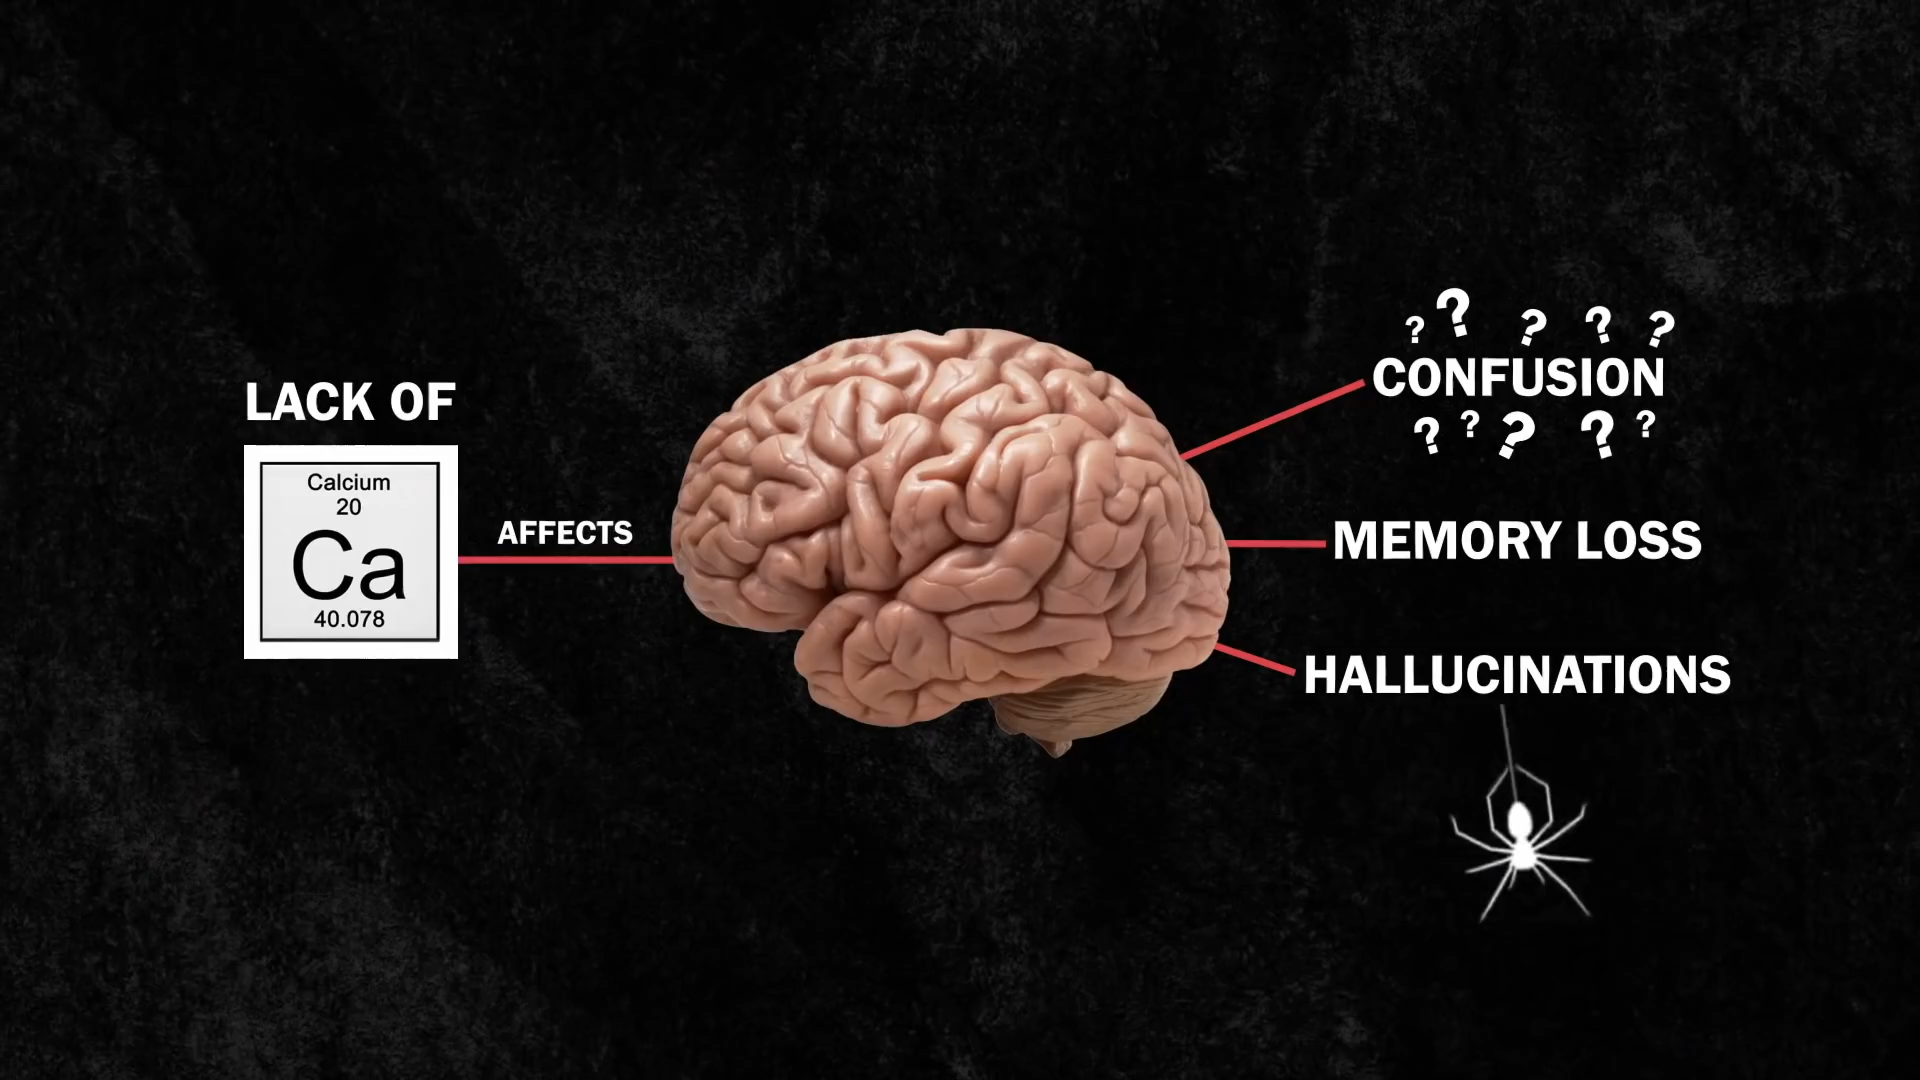 LACK OF
Calcium
20
Ca
40.078
AFFECTS
? ? ? ? ?
CONFUSION
? ? ? ? ?
MEMORY LOSS
HALLUCINATIONS